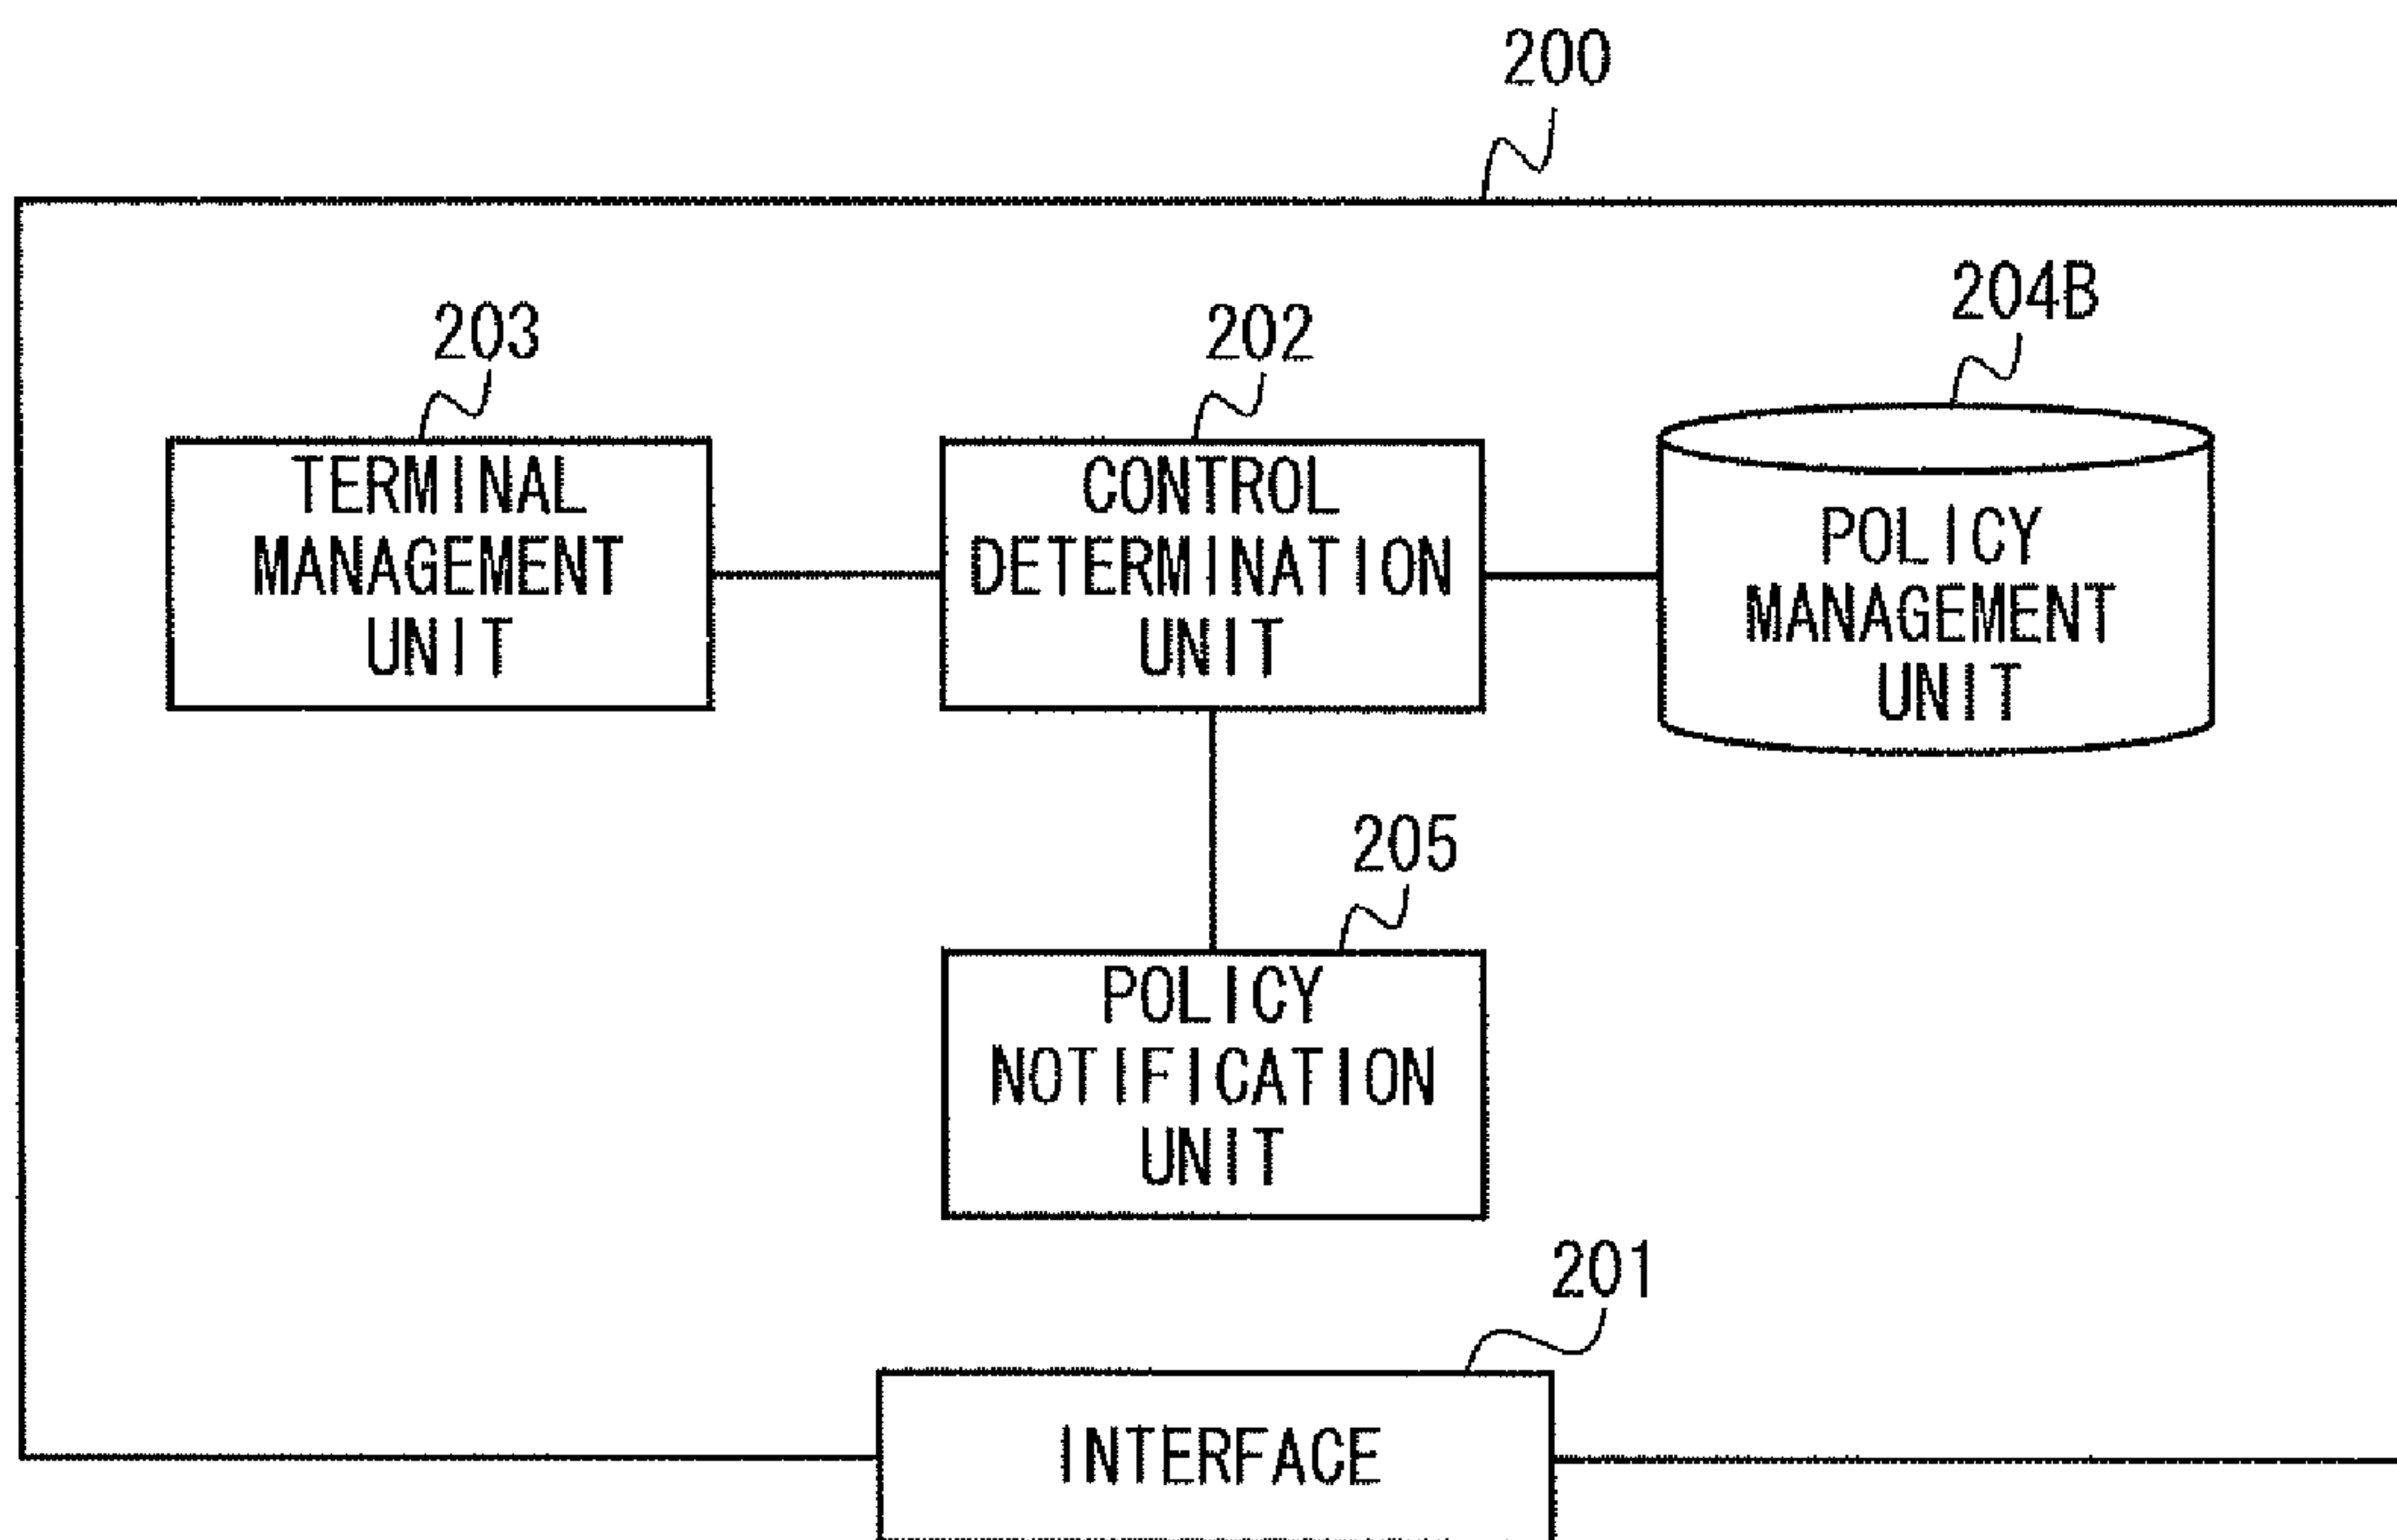 200
203
TERMINAL
MANAGEMENT
UNIT
202
CONTROL
DETERMINATION
UNIT
204B
POLICY
MANAGEMENT
UNIT
205
POLICY
NOTIFICATION
UNIT
201
INTERFACE